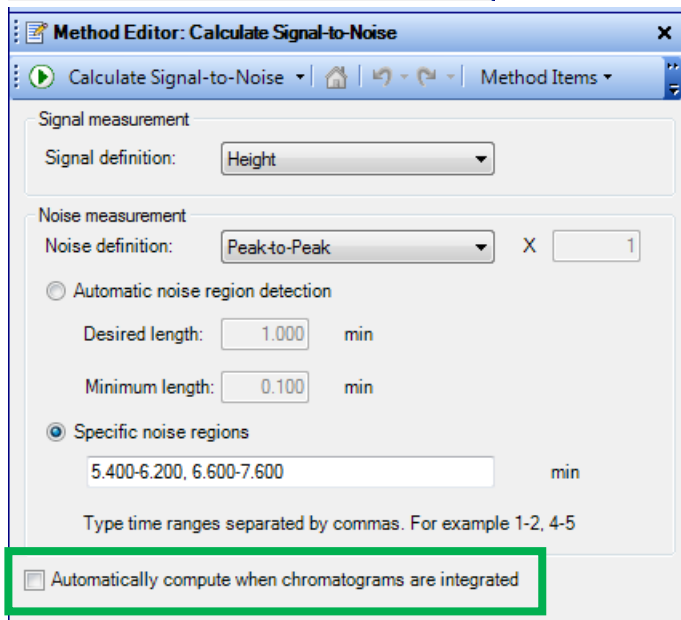 Method Editor: Calculate Signal-to-Noise
Calculate Signal-to-Noise Method Items
Signal measurement
Signal definition: Height
Noise measurement
Noise definition: Peak-to-Peak X 1
Automatic noise region detection
Desired length: 1.000 min
Minimum length: 0.100 min
Specific noise regions
5.400-6.200, 6.600-7.600 min
Type time ranges separated by commas. For example 1-2, 4-5
Automatically compute when chromatograms are integrated